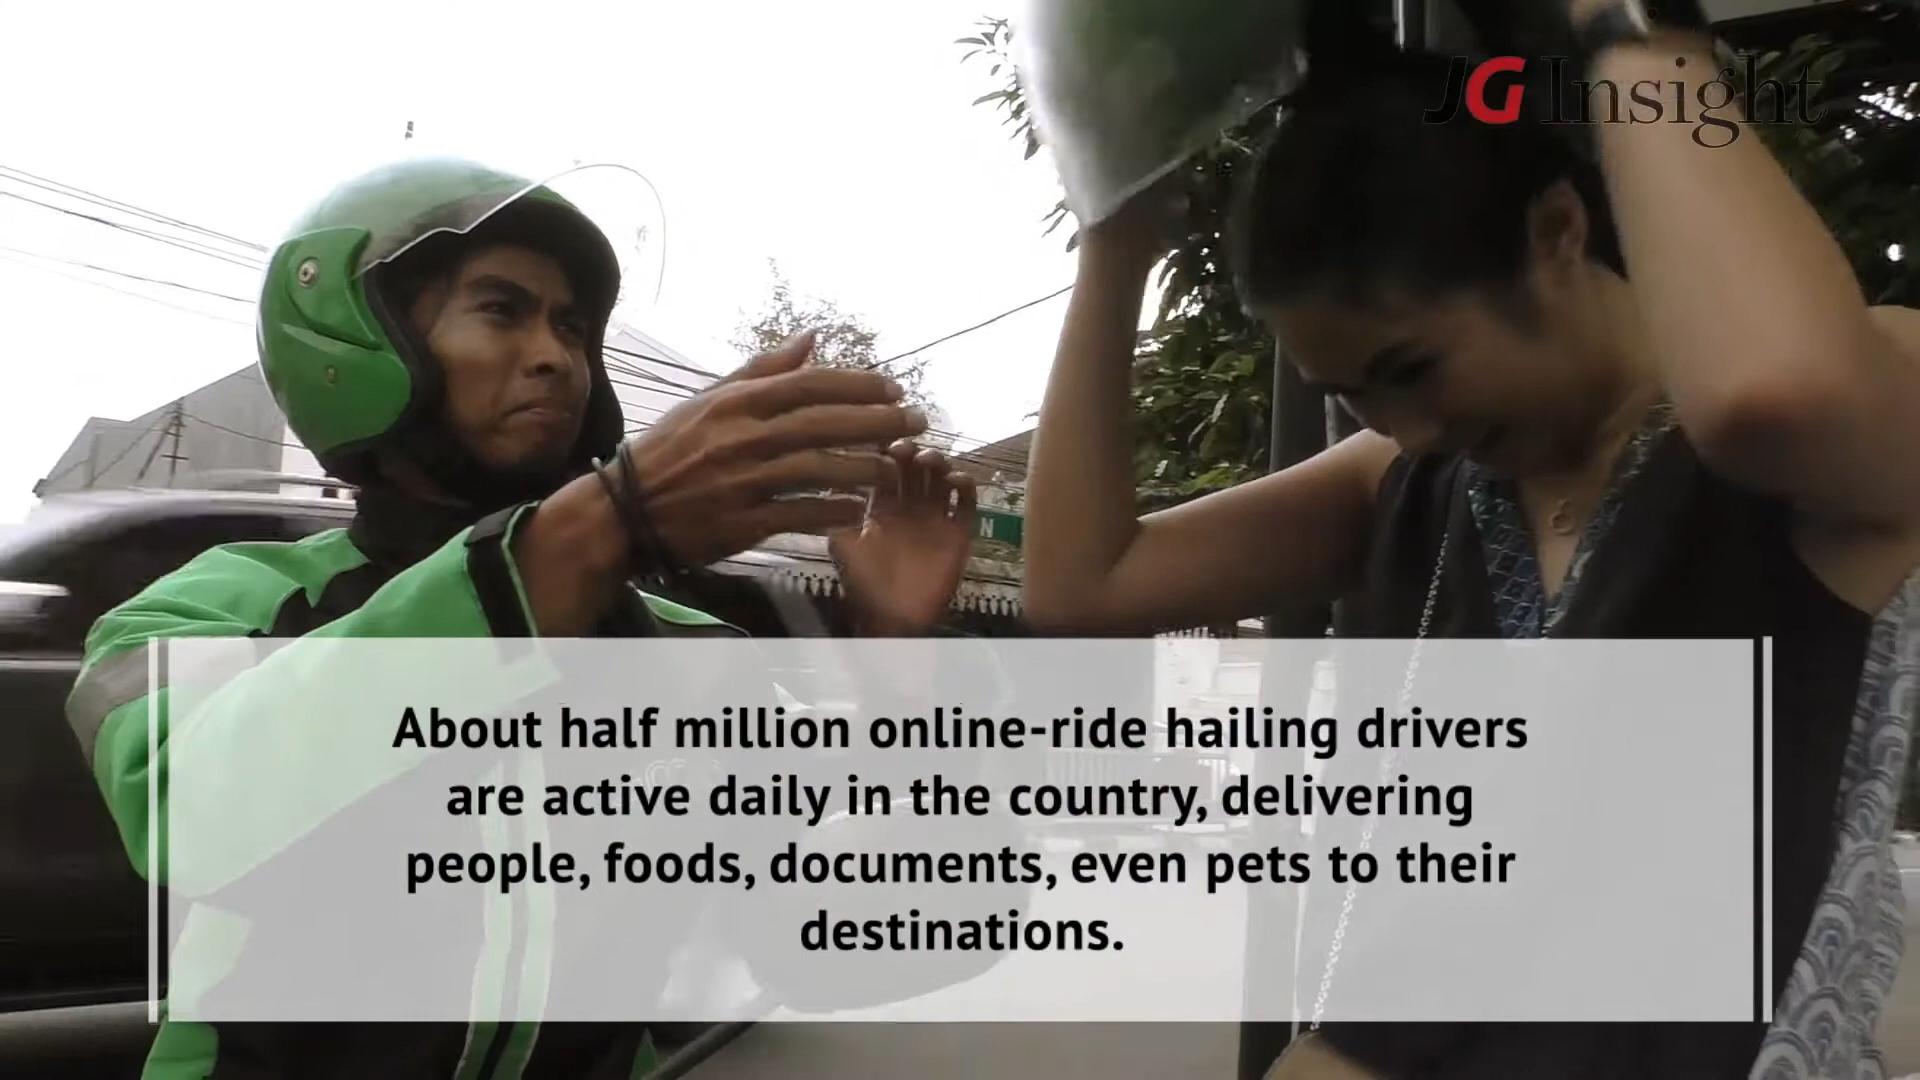 JG Insight
N
About half million online-ride hailing drivers
are active daily in the country, delivering
people, foods, documents, even pets to their
destinations.